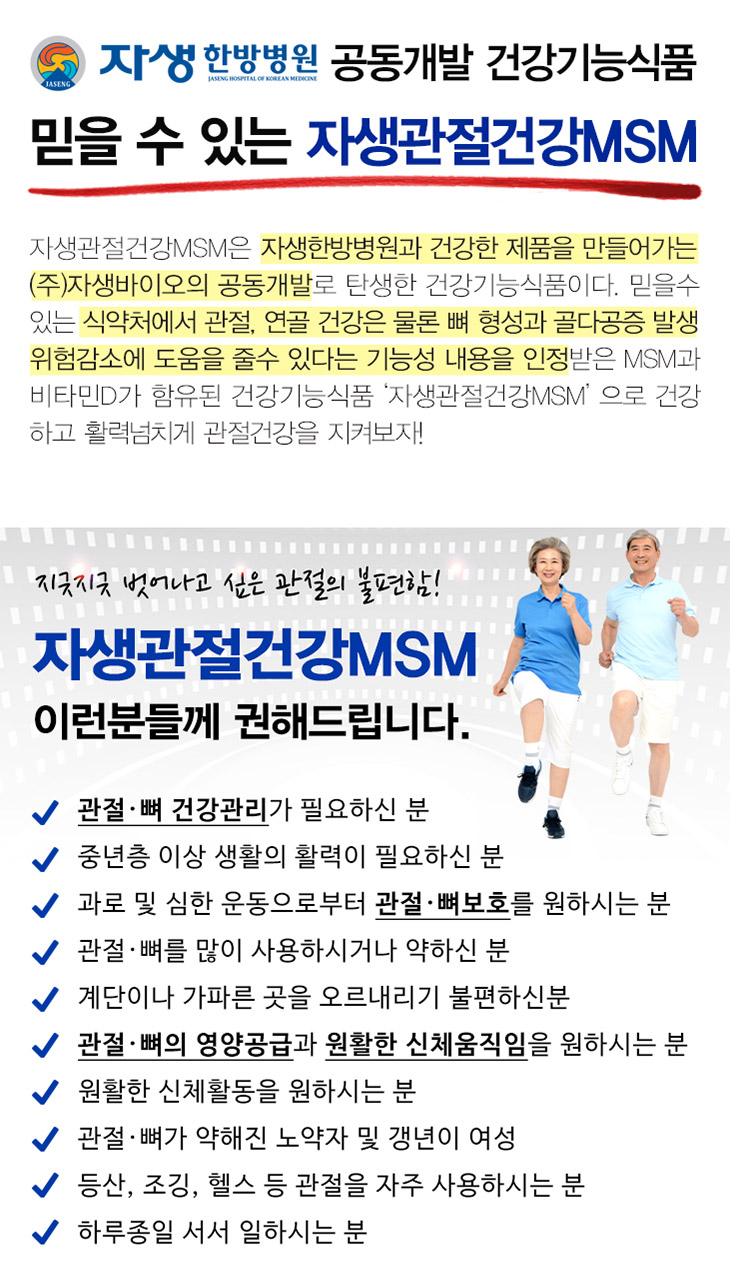 JASENG
자생한방병원 공동개발 건강기능식품
JASENG HOSPITAL OF KOREAN MEDICINE
믿을 수 있는 자생관절건강MSM
자생관절건강MSM은 자생한방병원과 건강한 제품을 만들어가는
(주)자생바이오의 공동개발로 탄생한 건강기능식품이다. 믿을수
있는 식약처에서 관절, 연골 건강은 물론 뼈 형성과 골다공증 발생
위험감소에 도움을 줄수 있다는 기능성 내용을 인정받은 MSM과
비타민D가 함유된 건강기능식품 ‘자생관절건강MSM’ 으로 건강
하고 활력넘치게 관절건강을 지켜보자!
지긋지긋 벗어나고 싶은 관절의 불편함!
자생관절건강MSM
이런분들께 권해드립니다.
관절·뼈 건강관리가 필요하신 분
중년층 이상 생활의 활력이 필요하신 분
과로 및 심한 운동으로부터 관절·뼈보호를 원하시는 분
관절·뼈를 많이 사용하시거나 약하신 분
계단이나 가파른 곳을 오르내리기 불편하신분
관절·뼈의 영양공급과 원활한 신체움직임을 원하시는 분
원활한 신체활동을 원하시는 분
관절·뼈가 약해진 노약자 및 갱년이 여성
등산, 조깅, 헬스 등 관절을 자주 사용하시는 분
하루종일 서서 일하시는 분